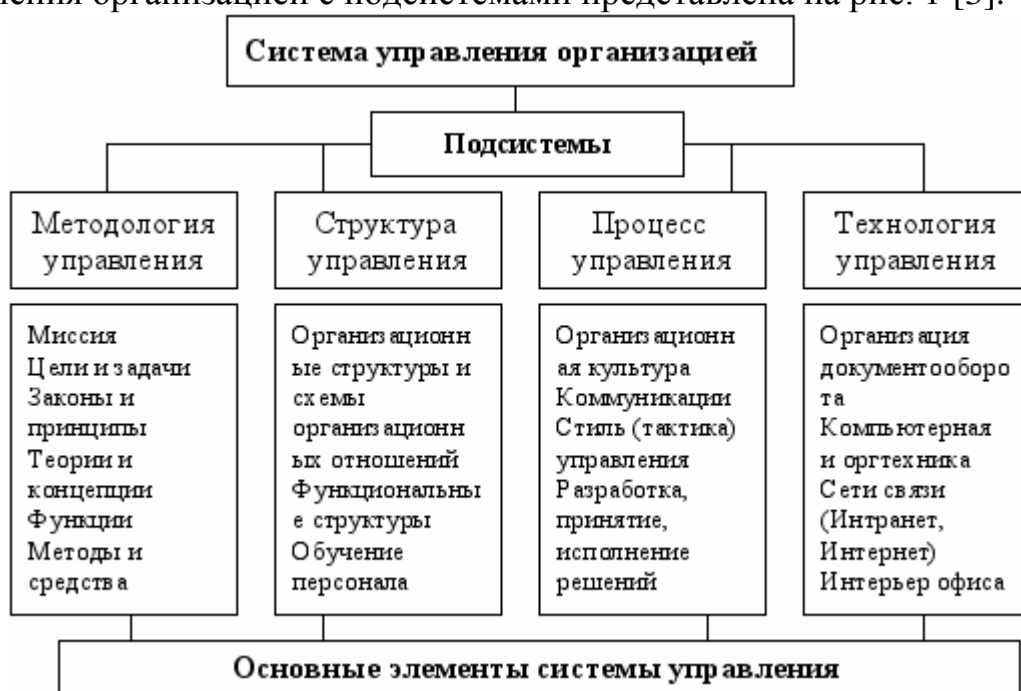 ения организацией с подсистемами представлена на рис. 1 [3].
Система управления организацией
Подсистемы
Методология
управления
Структура
управления
Процесс
управления
Технология
управления
Миссия
Цели и задачи
Законы и
принципы
Теории и
концепции
Функции
Методы и
средства
Организационн
ые структуры и
схемы
организационн
ых отношений
Функциональны
е структуры
Обучение
персонала
Организационн
ая культура
Коммуникации
Стиль (тактика)
управления
Разработка,
принятие,
исполнение
решений
Организация
документооборо
та
Компьютерная
и оргтехника
Сети связи
(Интранет,
Интернет)
Интерьер офиса
Основные элементы системы управления